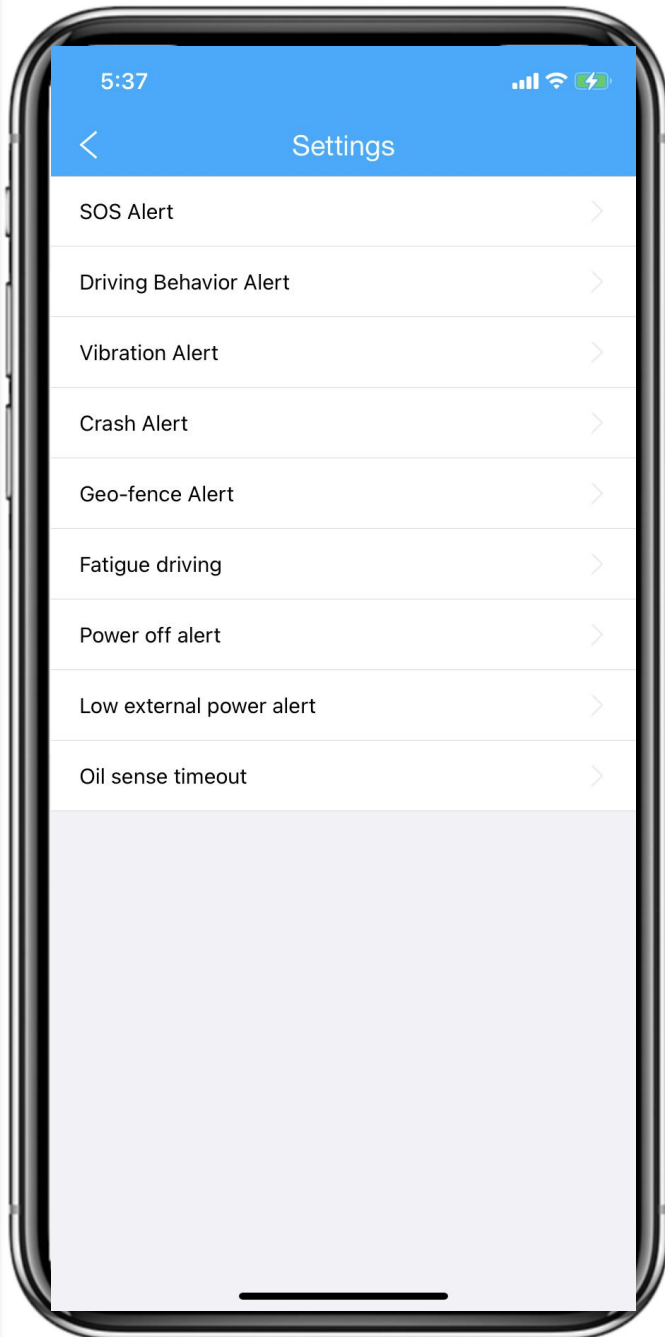 5:37
Settings
SOS Alert
Driving Behavior Alert
Vibration Alert
Crash Alert
Geo-fence Alert
Fatigue driving
Power off alert
Low external power alert
Oil sense timeout